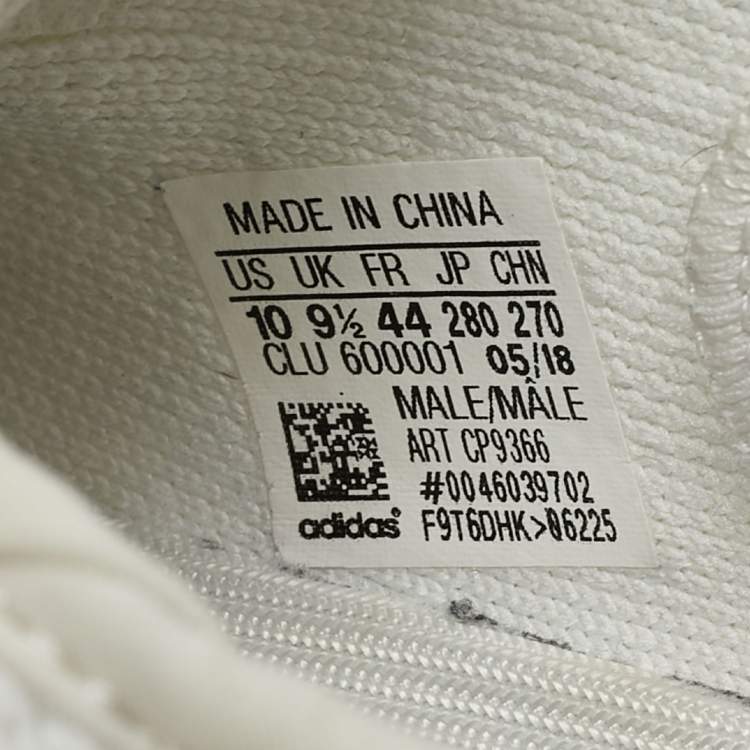 MADE IN CHINA
US UK FR JP CHN
10 9½ 44 280 270
CLU 600001 05/18
MALE/MÂLE
ART CP9366
#0046039702
adidas® F9T6DHK>06225